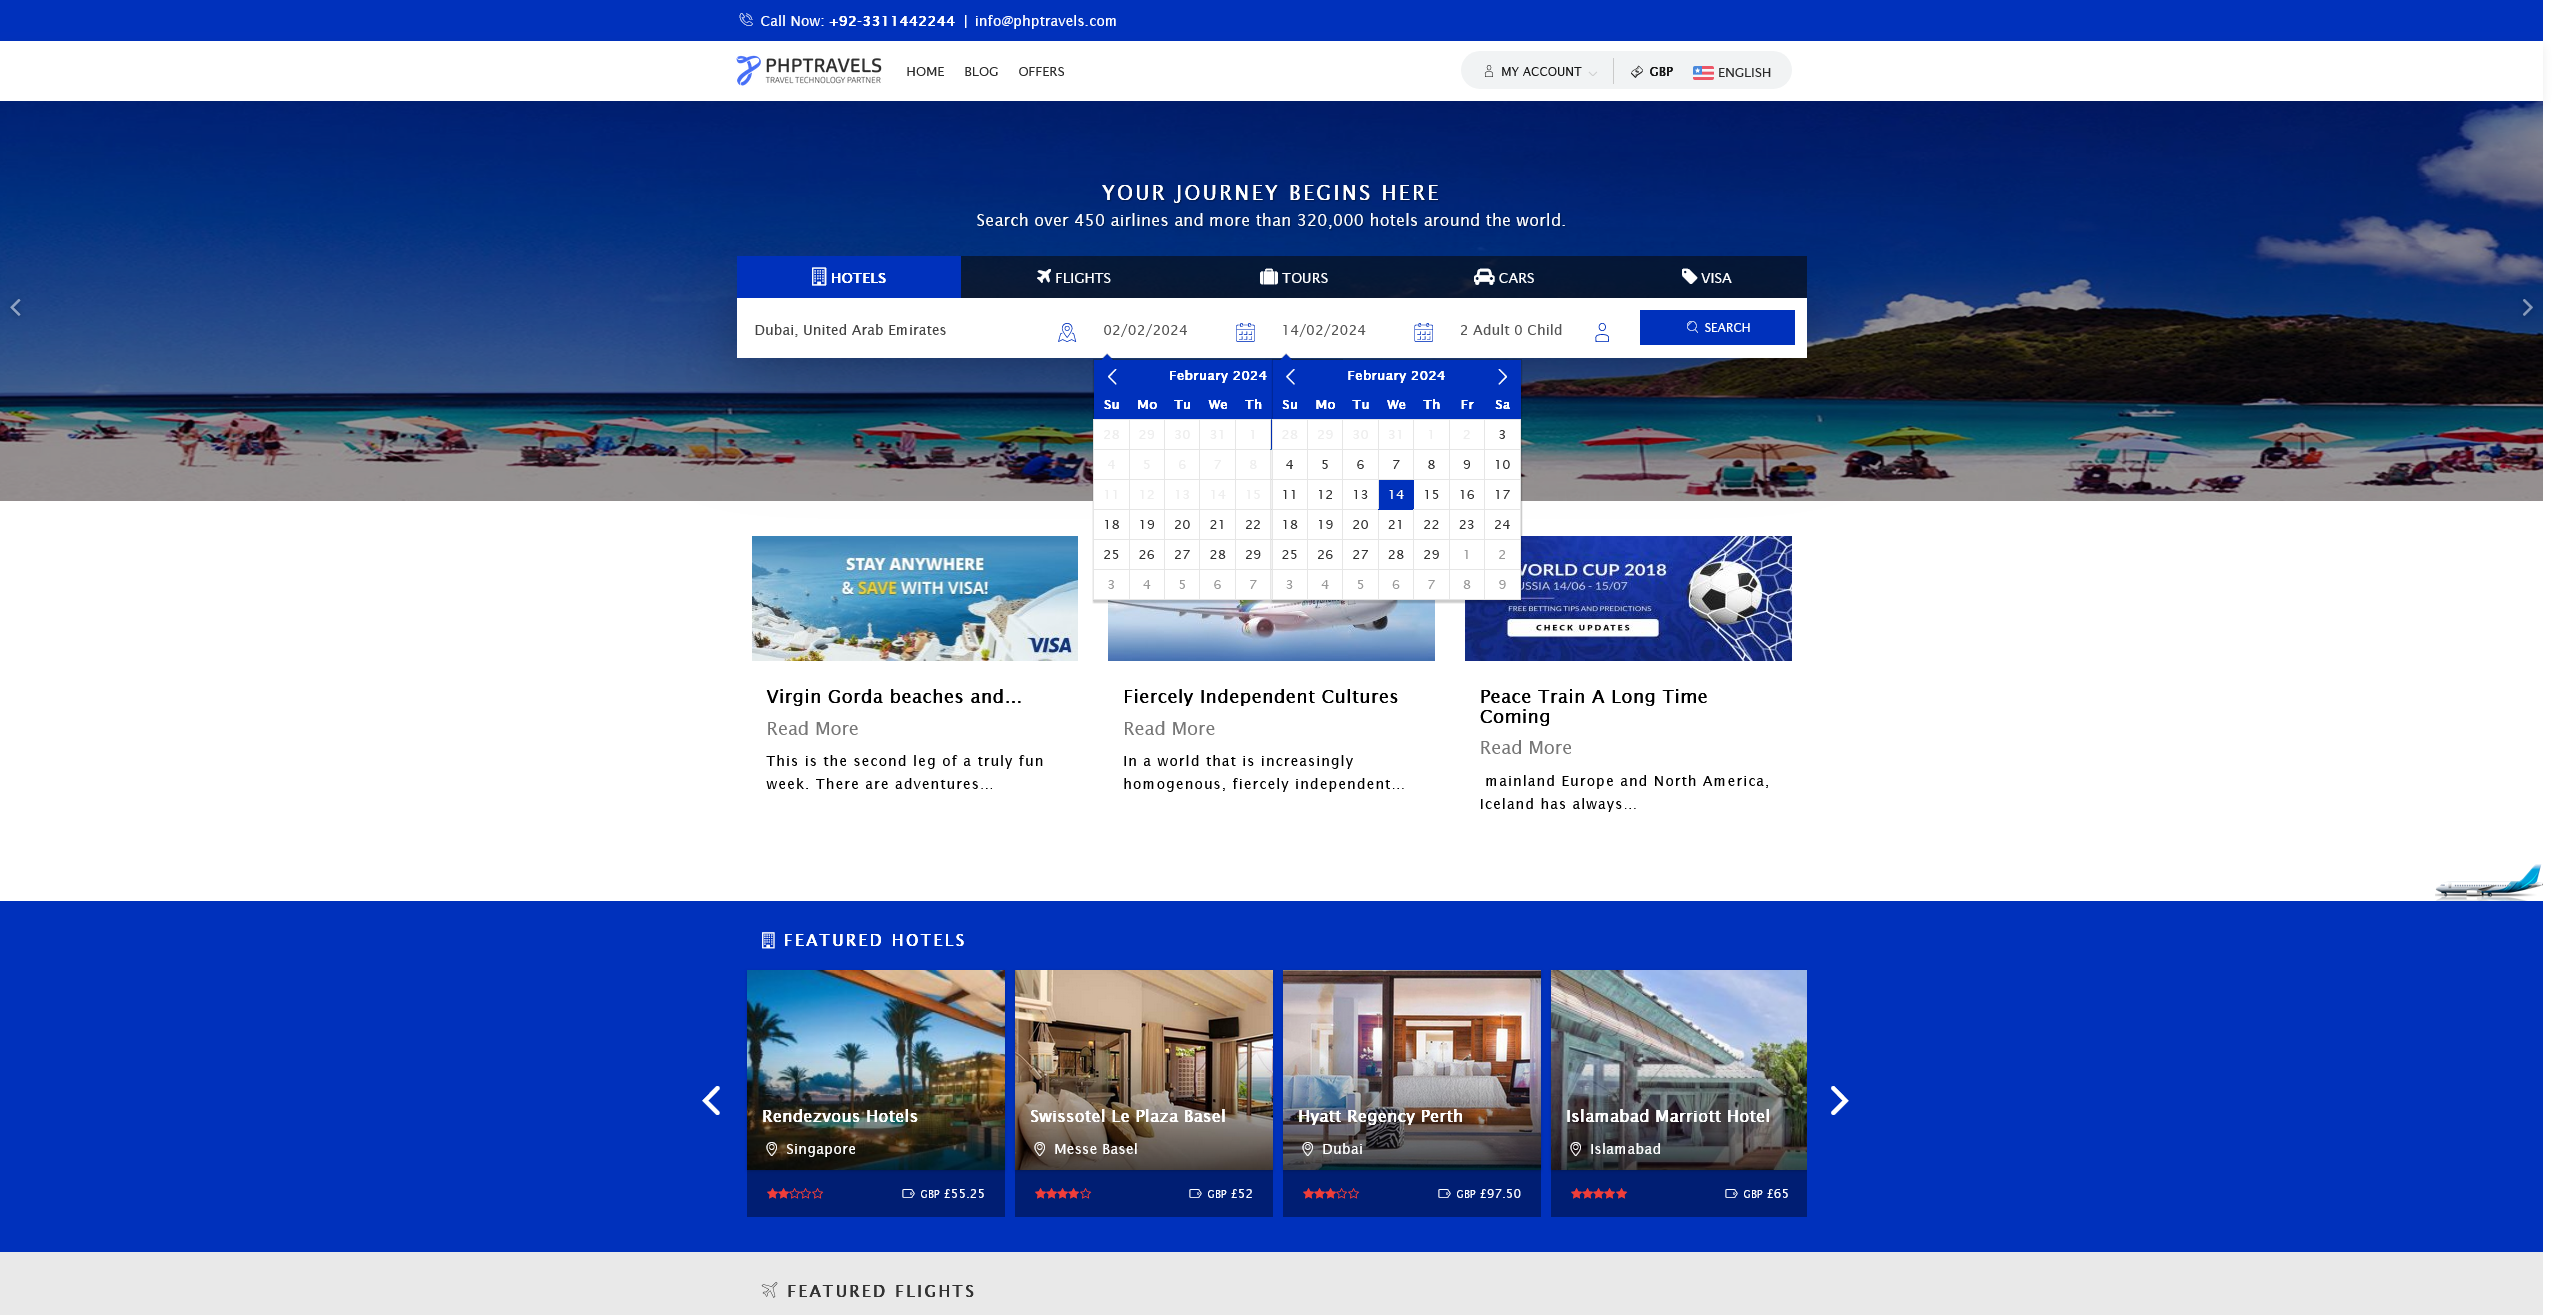 Call Now: +92-3311442244 | info@phptravels.com
PHPTRAVELS
TRAVEL TECHNOLOGY PARTNER
HOME BLOG OFFERS
MY ACCOUNT GBP ENGLISH
YOUR JOURNEY BEGINS HERE
Search over 450 airlines and more than 320,000 hotels around the world.
HOTELS FLIGHTS TOURS CARS VISA
Dubai, United Arab Emirates 02/02/2024 14/02/2024 2 Adult 0 Child SEARCH
February 2024
Su Mo Tu We Th
28 29 30 31 1
4 5 6 7 8
11 12 13 14 15
18 19 20 21 22
25 26 27 28 29
3 4 5 6 7
February 2024
Su Mo Tu We Th Fr Sa
28 29 30 31 1 2 3
4 5 6 7 8 9 10
11 12 13 14 15 16 17
18 19 20 21 22 23 24
25 26 27 28 29 1 2
3 4 5 6 7 8 9
STAY ANYWHERE
& SAVE WITH VISA!
VISA
ORLD CUP 2018
SSIA 14/06 - 15/07
FREE BETTING TIPS AND PREDICTIONS
CHECK UPDATES
Virgin Gorda beaches and...
Read More
This is the second leg of a truly fun
week. There are adventures...
Fiercely Independent Cultures
Read More
In a world that is increasingly
homogenous, fiercely independent...
Peace Train A Long Time
Coming
Read More
mainland Europe and North America,
Iceland has always...
FEATURED HOTELS
Rendezvous Hotels
Singapore
GBP £55.25
Swissotel Le Plaza Basel
Messe Basel
GBP £52
Hyatt Regency Perth
Dubai
GBP £97.50
Islamabad Marriott Hotel
Islamabad
GBP £65
FEATURED FLIGHTS